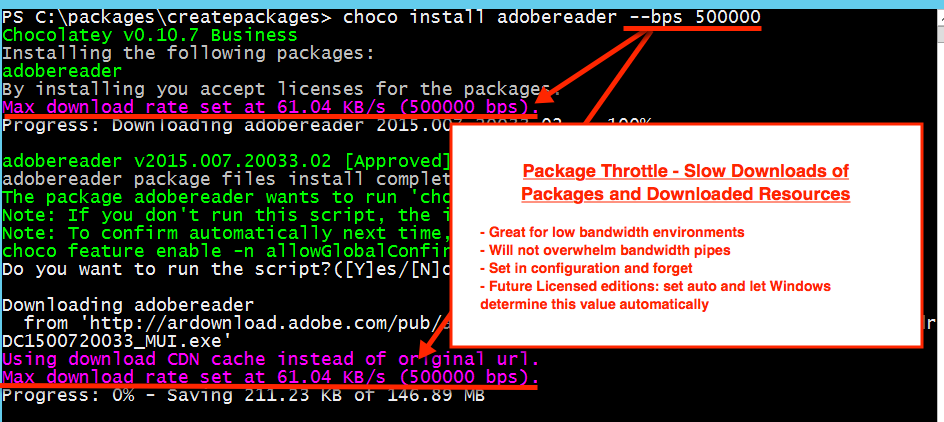 PS C:\packages\createpackages> choco install adobereader --bps 500000
Chocolatey v0.10.7 Business
Installing the following packages:
adobereader
By installing you accept licenses for the packages.
Max download rate set at 61.04 KB/s (500000 bps).
Progress: Downloading adobereader 2015.007.20033.02... 100%
adobereader v2015.007.20033.02 [Approved]
adobereader package files install complet
The package adobereader wants to run 'cho
Note: If you don't run this script, the i
Note: To confirm automatically next time,
choco feature enable -n allowGlobalConfir
Do you want to run the script?([Y]es/[N]o
Package Throttle - Slow Downloads of
Packages and Downloaded Resources
- Great for low bandwidth environments
- Will not overwhelm bandwidth pipes
- Set in configuration and forget
- Future Licensed editions: set auto and let Windows
determine this value automatically
Downloading adobereader
from 'http://ardownload.adobe.com/pub/a dr
DC1500720033_MUI.exe'
Using download CDN cache instead of original url.
Max download rate set at 61.04 KB/s (500000 bps).
Progress: 0% - Saving 211.23 KB of 146.89 MB